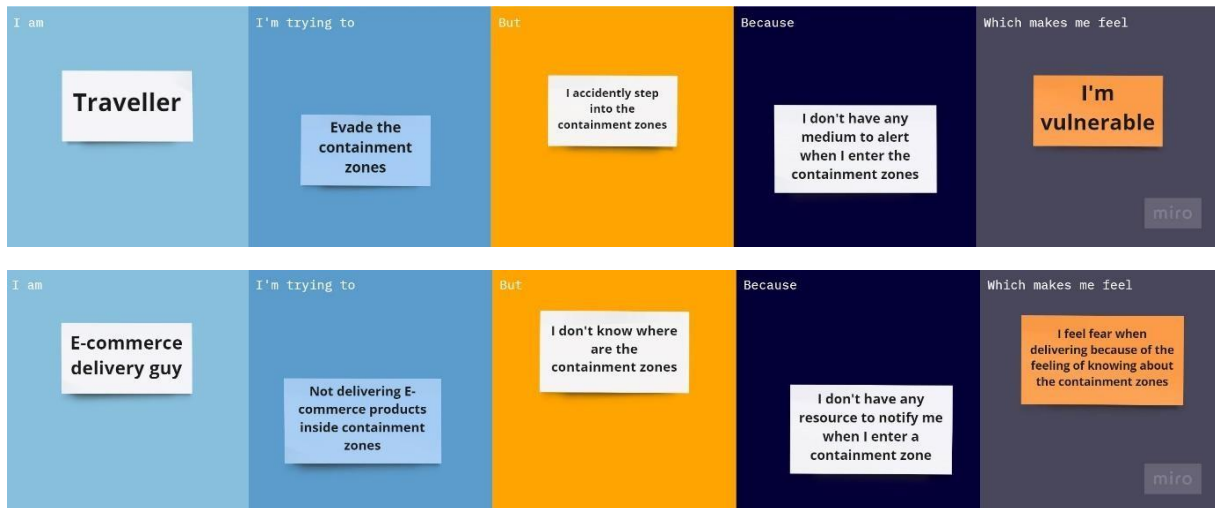 I am
I'm trying to
But
Because
Which makes me feel
Traveller
Evade the
containment
zones
I accidently step
into the
containment zones
I don't have any
medium to alert
when I enter the
containment zones
I'm
vulnerable
miro
I am
I'm trying to
But
Because
Which makes me feel
E-commerce
delivery guy
Not delivering E-
commerce products
inside containment
zones
I don't know where
are the
containment zones
I don't have any
resource to notify me
when I enter a
containment zone
I feel fear when
delivering because of the
feeling of knowing about
the containment zones
miro